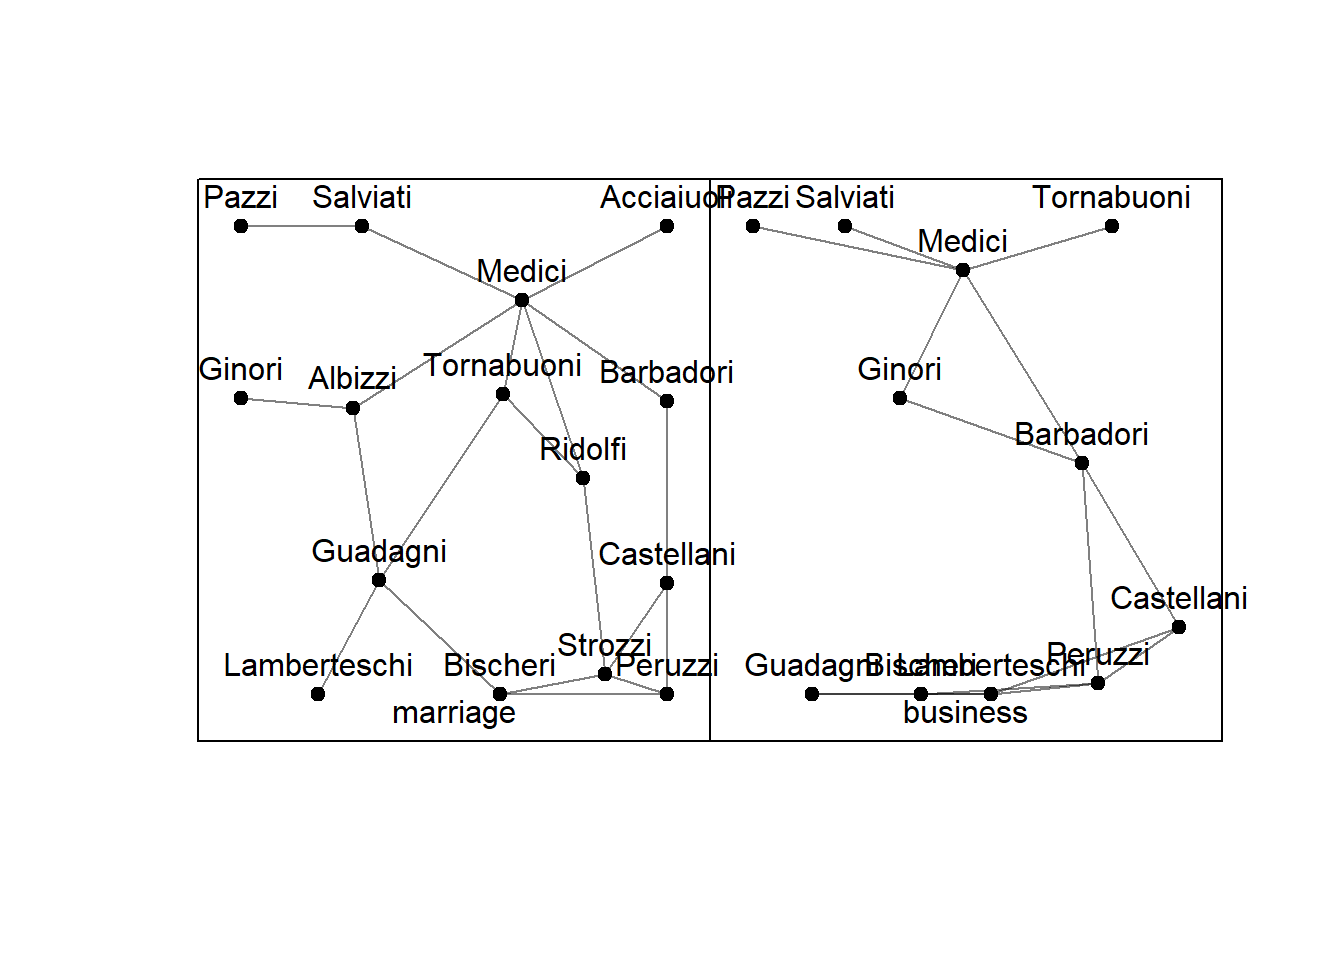 Pazzi
Salviati
Acciaiuoli
Medici
Ginori
Albizzi
Tornabuoni
Barbadori
Ridolfi
Guadagni
Castellani
Strozzi
Lamberteschi
Bischeri
Peruzzi
marriage
Pazzi
Salviati
Tornabuoni
Medici
Ginori
Barbadori
Castellani
Peruzzi
Guadagni
Bischeri
Lamberteschi
business